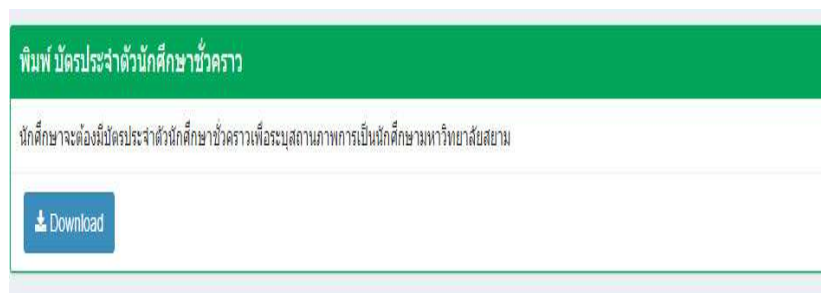 พิมพ์ บัตรประจำตัวนักศึกษาชั่วคราว
นักศึกษาจะต้องมีบัตรประจำตัวนักศึกษาชั่วคราวเพื่อระบุสถานภาพการเป็นนักศึกษามหาวิทยาลัยสยาม
Download